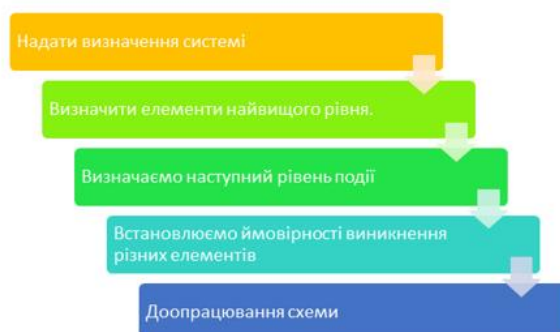 Надати визначення системі
Визначити елементи найвищого рівня.
Визначаємо наступний рівень події
Встановлюємо ймовірності виникнення
різних елементів
Доопрацювання схеми